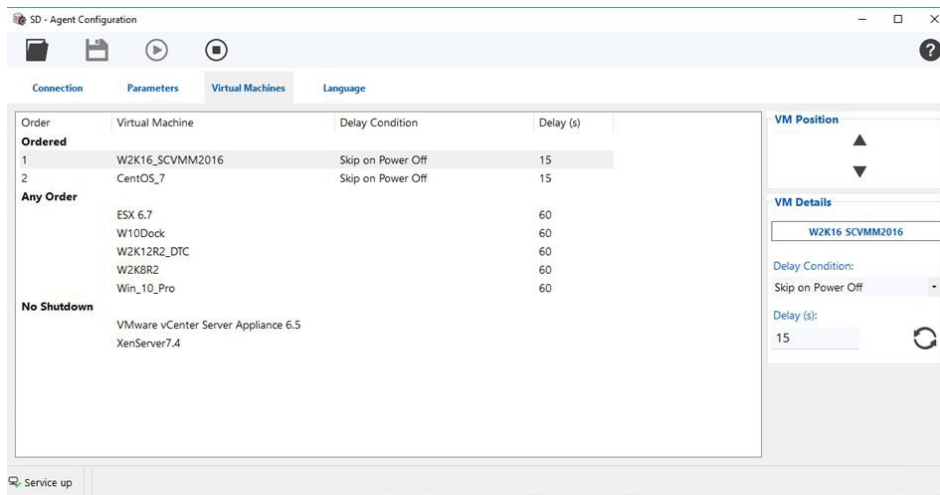 SD - Agent Configuration
Connection Parameters Virtual Machines Language
Order Virtual Machine Delay Condition Delay (s)
Ordered
1 W2K16_SCVMM2016 Skip on Power Off 15
2 CentOS_7 Skip on Power Off 15
Any Order
ESX 6.7 60
W10Dock 60
W2K12R2_DTC 60
W2K8R2 60
Win_10_Pro 60
No Shutdown
VMware vCenter Server Appliance 6.5
XenServer7.4
VM Position
VM Details
W2K16 SCVMM2016
Delay Condition:
Skip on Power Off
Delay (s):
15
Service up